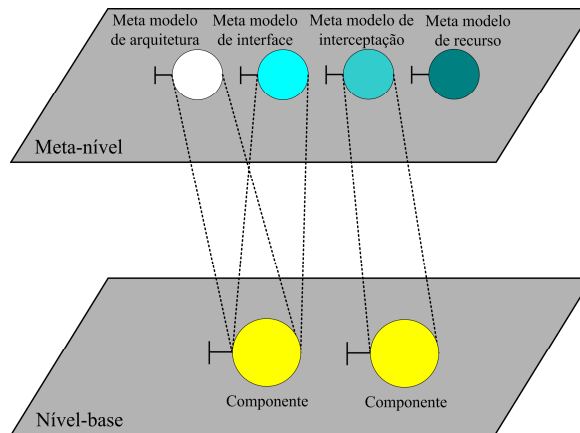 Meta modelo
de arquitetura
Meta modelo
de interface
Meta modelo de
interceptação
Meta modelo
de recurso
Meta-nível
Componente
Componente
Nível-base